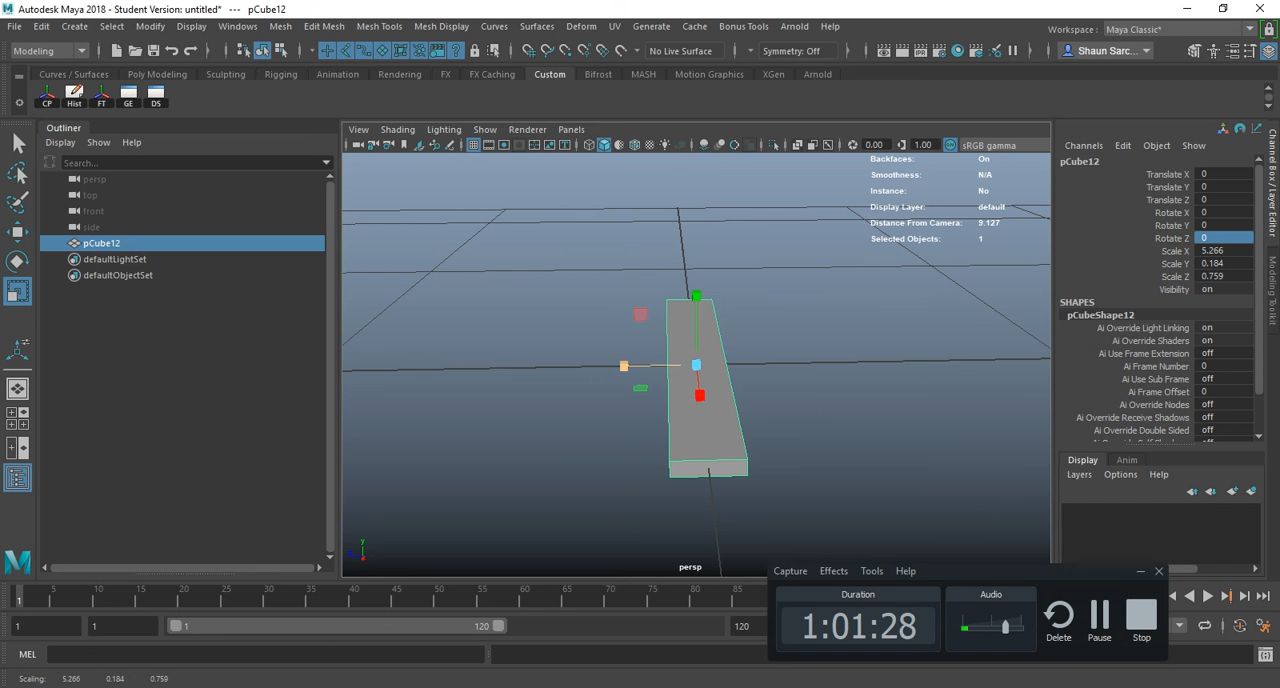 Autodesk Maya 2018 - Student Version: untitled* --- pCube12
File Edit Create Select Modify Display Windows Mesh Edit Mesh Mesh Tools Mesh Display Curves Surfaces Deform UV Generate Cache Bonus Tools Arnold Help
Workspace : Maya Classic*
Modeling No Live Surface Symmetry: Off Shaun Sarc...
Curves / Surfaces Poly Modeling Sculpting Rigging Animation Rendering FX FX Caching Custom Bifrost MASH Motion Graphics XGen Arnold
CP Hist FT GE DS
Outliner
Display Show Help
Search...
persp
top
front
side
pCube12
defaultLightSet
defaultObjectSet
View Shading Lighting Show Renderer Panels
0.00 1.00 sRGB gamma
Backfaces: On
Smoothness: N/A
Instance: No
Display Layer: default
Distance From Camera: 9.127
Selected Objects: 1
y
persp
Channels Edit Object Show
pCube12
Translate X 0
Translate Y 0
Translate Z 0
Rotate X 0
Rotate Y 0
Rotate Z 0
Scale X 5.266
Scale Y 0.184
Scale Z 0.759
Visibility on
SHAPES
pCubeShape12
Ai Override Light Linking on
Ai Override Shaders on
Ai Use Frame Extension off
Ai Frame Number 0
Ai Use Sub Frame off
Ai Frame Offset 0
Ai Override Nodes off
Ai Override Receive Shadows off
Ai Override Double Sided off
Channel Box / Layer Editor
Modeling Toolkit
Display Anim
Layers Options Help
1 5 10 15 20 25 30 35 40 45 50 55 60 65 70 75 80 85
1 1 1 120 120
MEL
Scaling: 5.266 0.184 0.759
Capture Effects Tools Help
Duration
1:01:28
Audio
Delete Pause Stop